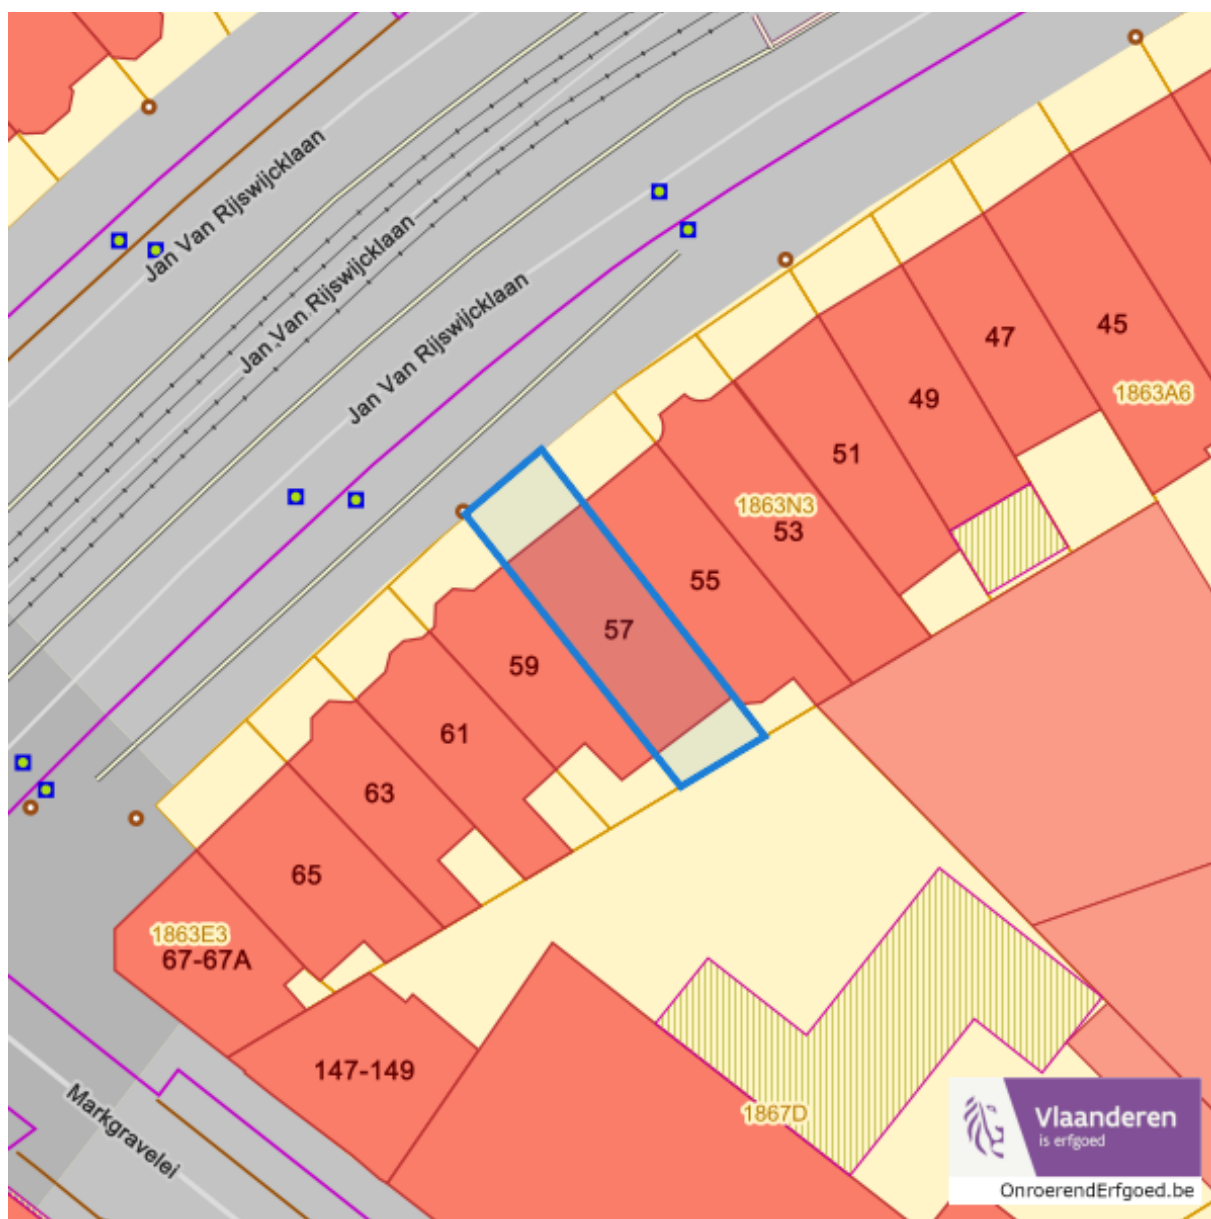 Jan Van Rijswijcklaan
Jan Van Rijswijcklaan
Jan Van Rijswijcklaan
45
47
1863A6
49
51
1863N3
53
55
57
59
61
63
65
1863E3
67-67A
147-149
1867D
Markgravelei
Vlaanderen
is erfgoed
OnroerendErfgoed.be